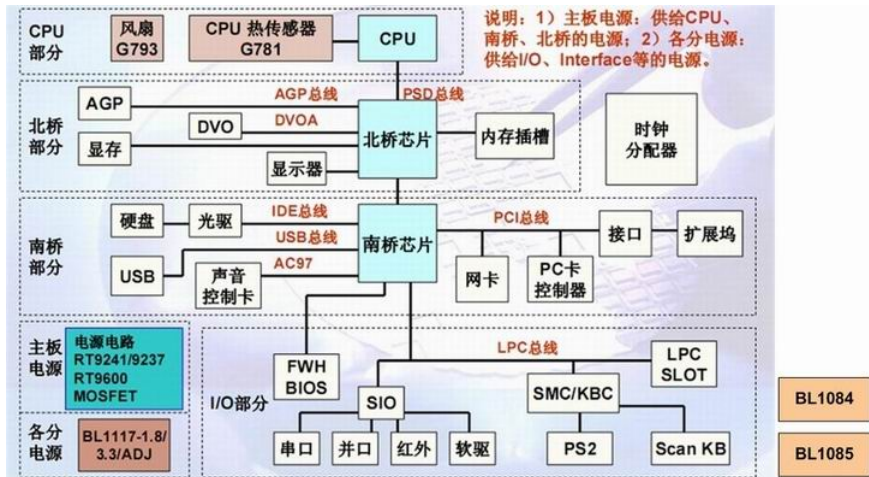 CPU
部分
风扇
G793
CPU 热传感器
G781
CPU
说明：1）主板电源：供给CPU、
南桥、北桥的电源；2）各分电源：
供给I/O、Interface等的电源。
北桥
部分
AGP
AGP总线
PSD总线
DVO
DVOA
显存
显示器
北桥芯片
内存插槽
时钟
分配器
南桥
部分
硬盘
光驱
IDE总线
USB总线
USB
声音
控制卡
AC97
南桥芯片
PCI总线
网卡
PC卡
控制器
接口
扩展坞
主板
电源
电源电路
RT9241/9237
RT9600
MOSFET
各分
电源
BL1117-1.8/
3.3/ADJ
I/O部分
FWH
BIOS
LPC总线
LPC
SLOT
SIO
SMC/KBC
串口
并口
红外
软驱
PS2
Scan KB
BL1084
BL1085